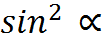 sin² ∝